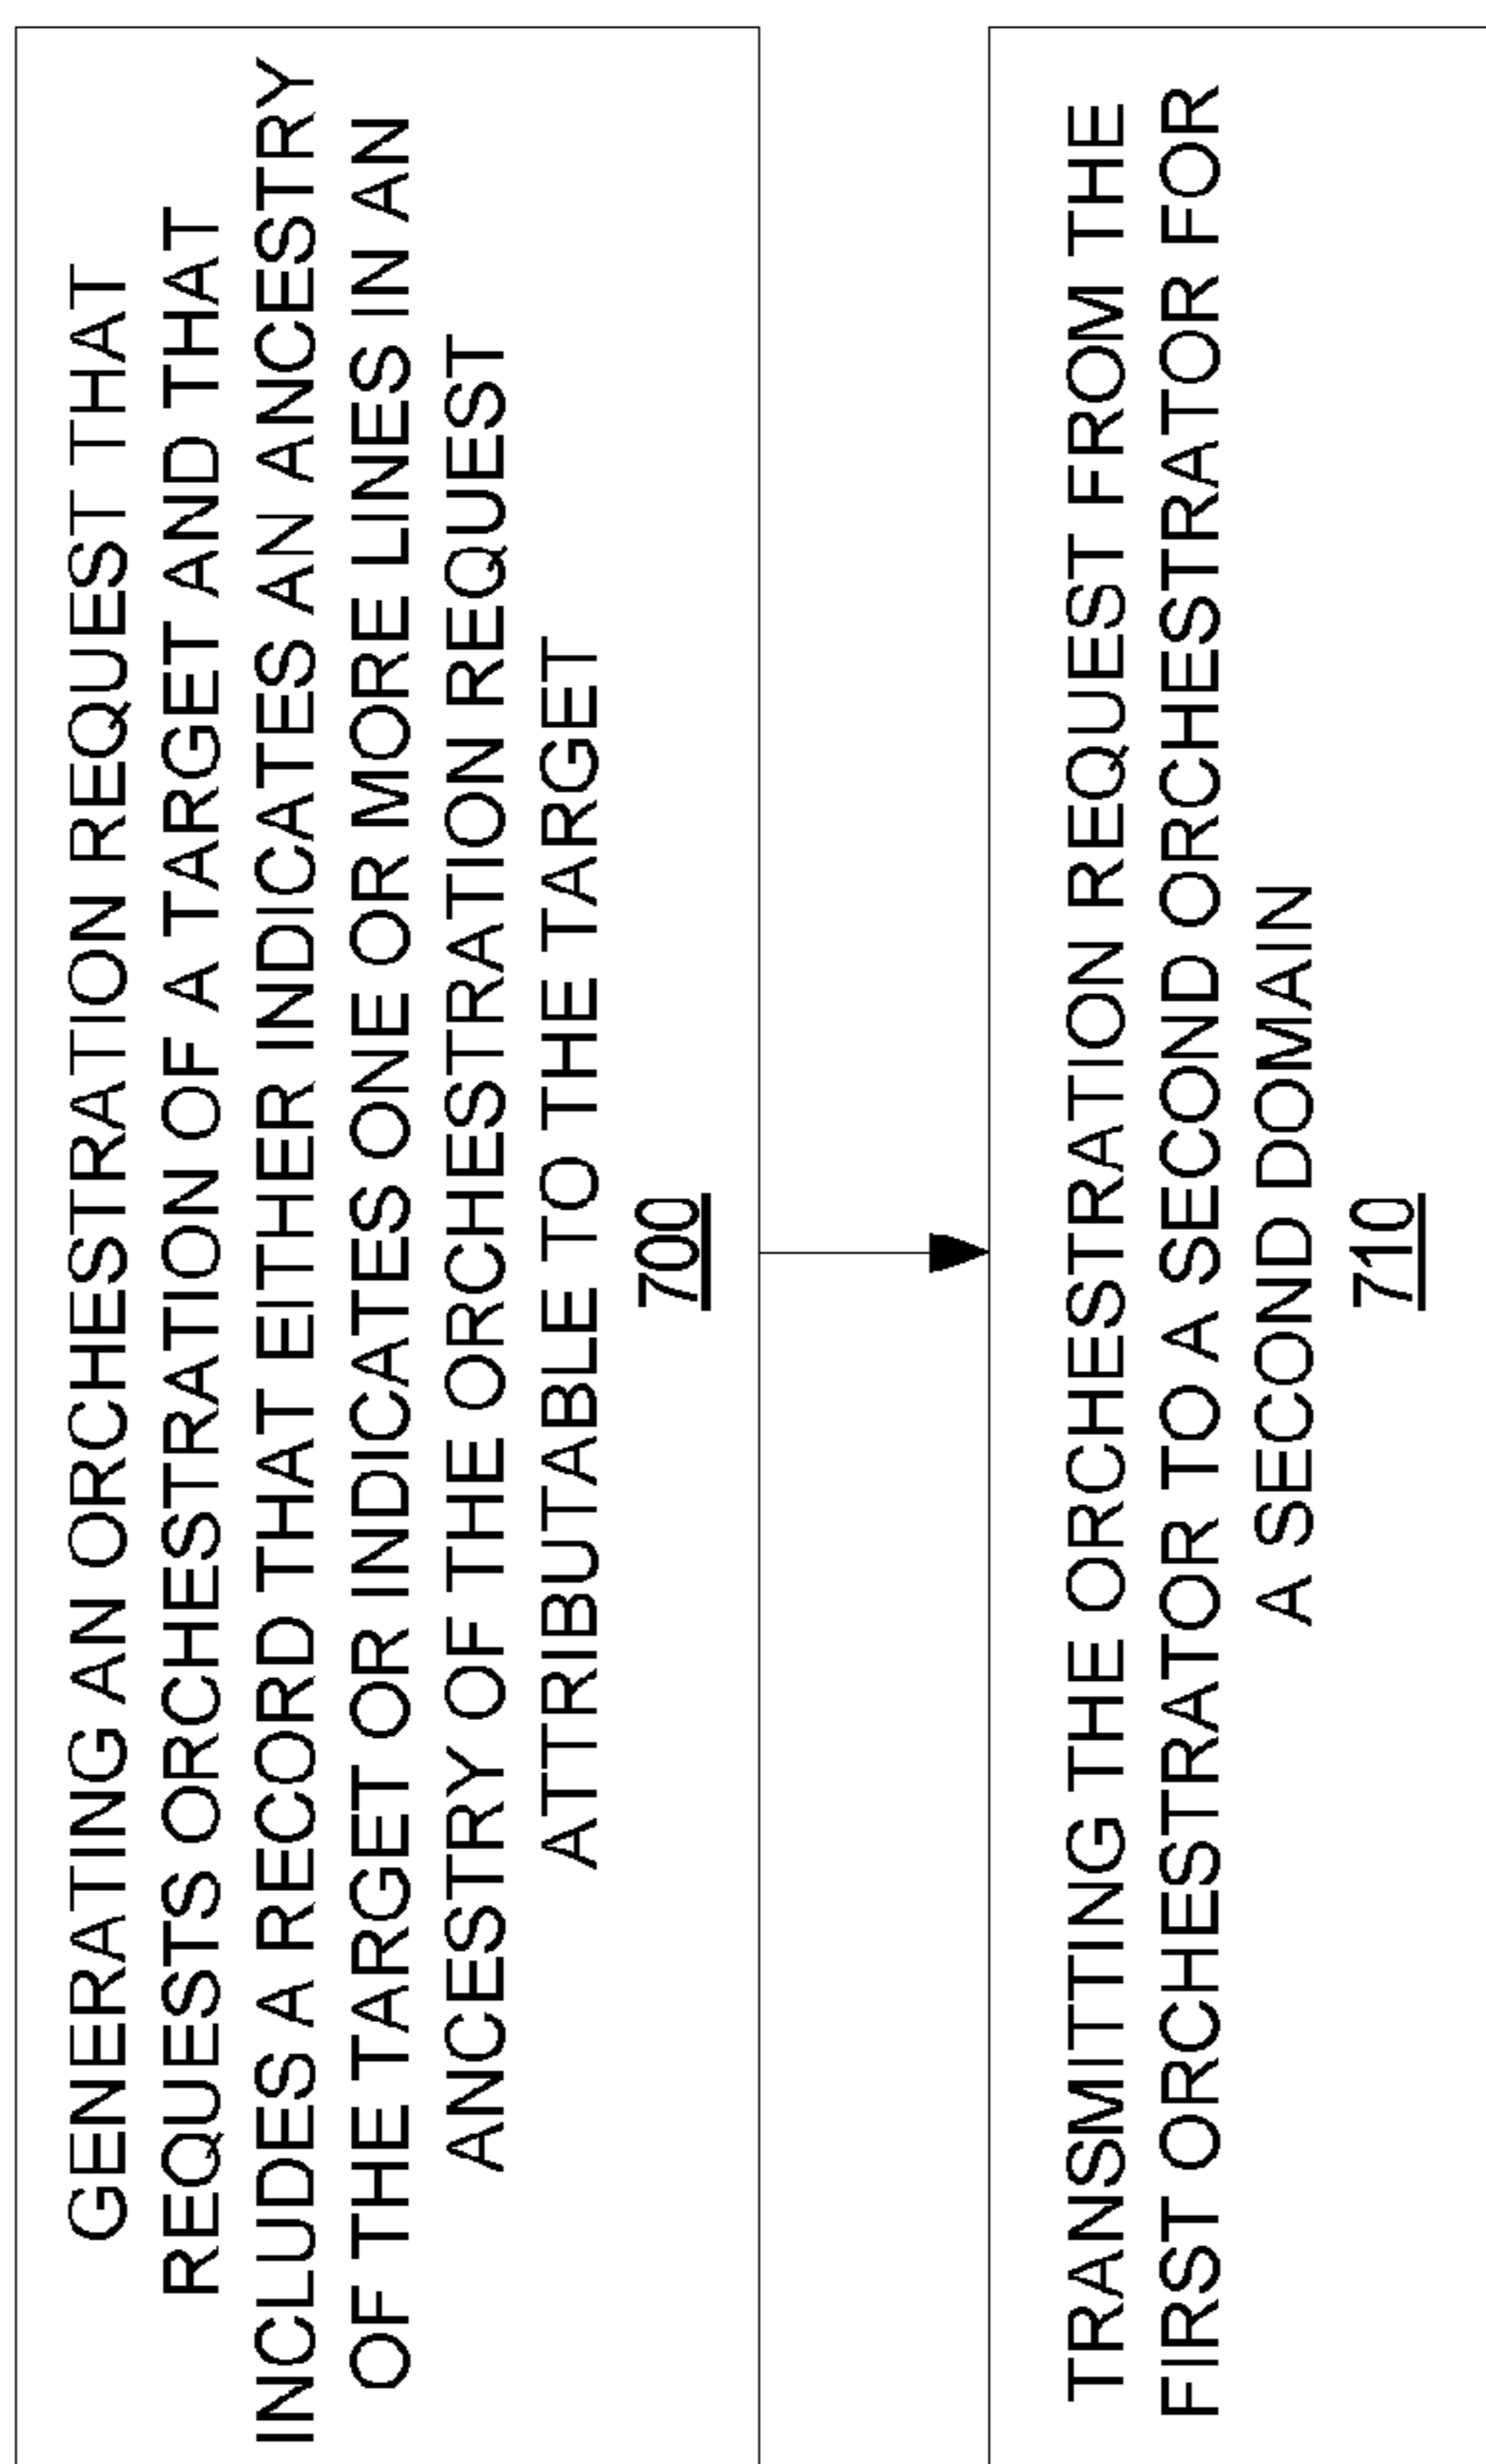 GENERATING AN ORCHESTRATION REQUEST THAT
REQUESTS ORCHESTRATION OF A TARGET AND THAT
INCLUDES A RECORD THAT EITHER INDICATES AN ANCESTRY
OF THE TARGET OR INDICATES ONE OR MORE LINES IN AN
ANCESTRY OF THE ORCHESTRATION REQUEST
ATTRIBUTABLE TO THE TARGET
700
TRANSMITTING THE ORCHESTRATION REQUEST FROM THE
FIRST ORCHESTRATOR TO A SECOND ORCHESTRATOR FOR
A SECOND DOMAIN
710